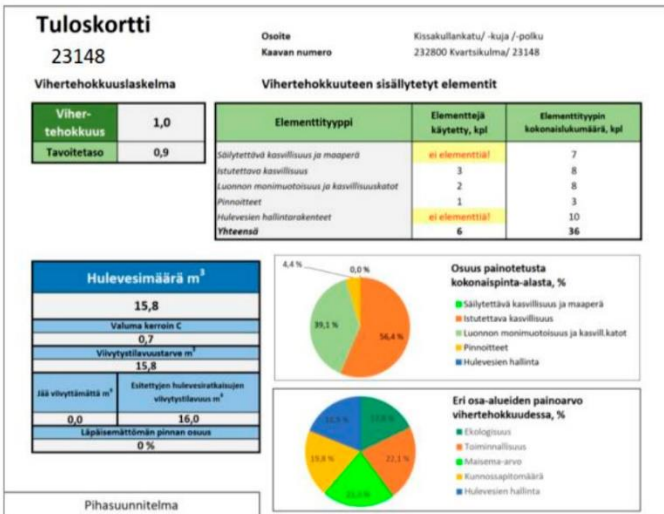 Tuloskortti
23148
Osoite Kissakullankatu/ -kuja /-polku
Kaavan numero 232800 Kvartsikulma/ 23148
Vihertehokkuuslaskelma
Viher-
tehokkuus 1,0
Tavoitetaso 0,9
Vihertehokkuuteen sisällytetyt elementit
Elementtityyppi Elementtejä käytetty, kpl Elementtityypin kokonaislukumäärä, kpl
Säilytettävä kasvillisuus ja maaperä ei elementtiä! 7
Istutettava kasvillisuus 3 8
Luonnon monimuotoisuus ja kasvillisuuskatot 2 8
Pinnoitteet 1 3
Hulevesien hallintarakenteet ei elementtiä! 10
Yhteensä 6 36
Hulevesimäärä m³
15,8
Valuma kerroin C
0,7
Viivytystilavuustarve m³
15,8
Jää viivyttämättä m³ Esitettyjen hulevesiratkaisujen viivytystilavuus m³
0,0 16,0
Läpäisemättömän pinnan osuus
0 %
Pihasuunnitelma
4,4 % 0,0 %
39,1 % 56,4 %
Osuus painotetusta
kokonaispinta-alasta, %
Säilytettävä kasvillisuus ja maaperä
Istutettava kasvillisuus
Luonnon monimuotoisuus ja kasvill.katot
Pinnoitteet
Hulevesien hallinta
19,8 % 22,1 %
Eri osa-alueiden painoarvo
vihertehokkuudessa, %
Ekologisuus
Toiminnallisuus
Maisema-arvo
Kunnossapitomäärä
Hulevesien hallinta